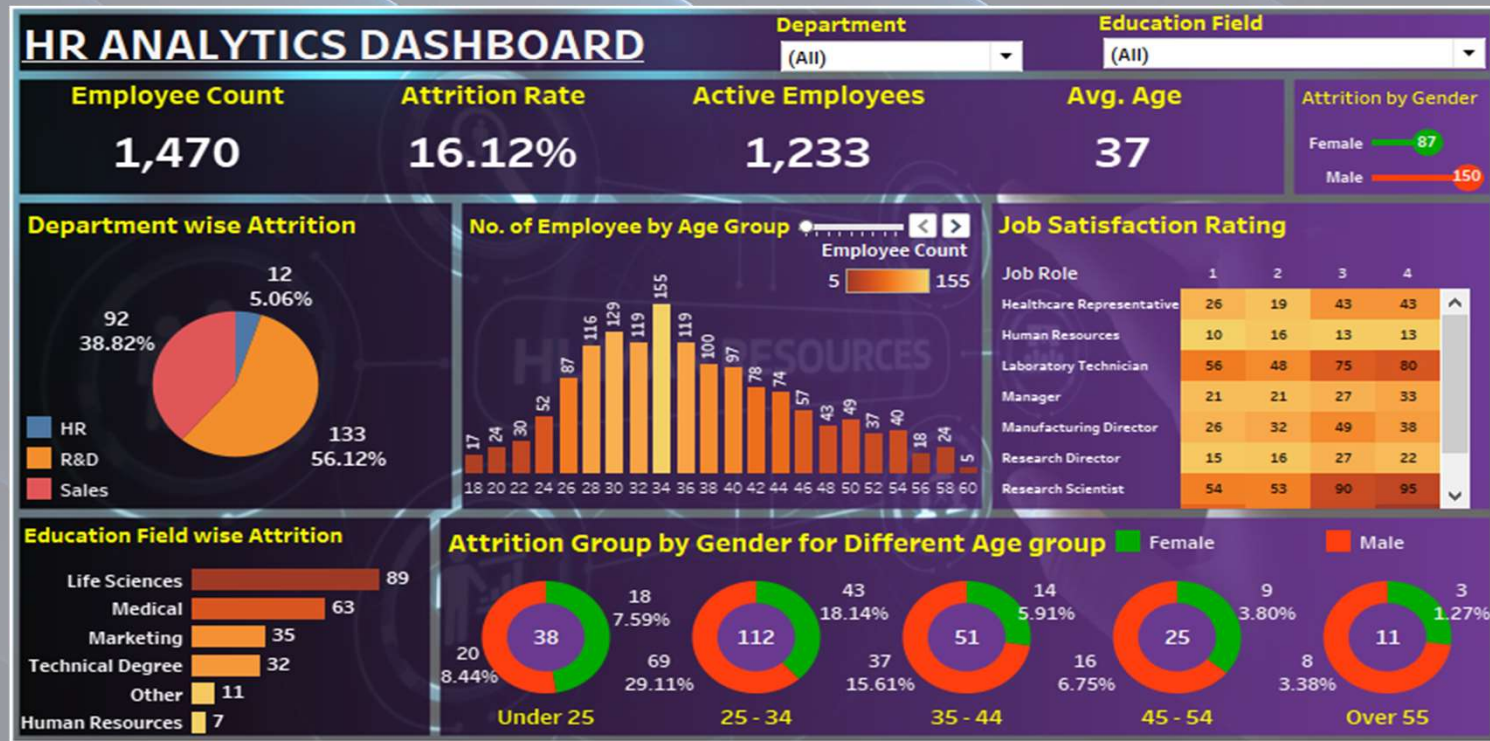 HR ANALYTICS DASHBOARD
Department
(All)
Education Field
(All)
Employee Count
1,470
Attrition Rate
16.12%
Active Employees
1,233
Avg. Age
37
Attrition by Gender
Female 87
Male 150
Department wise Attrition
12
5.06%
92
38.82%
133
56.12%
HR
R&D
Sales
No. of Employee by Age Group
Employee Count
5 155
17 24 30 52 87 116 129 119 155 119 100 97 78 74 57 43 49 37 40 18 24 5
18 20 22 24 26 28 30 32 34 36 38 40 42 44 46 48 50 52 54 56 58 60
HUMAN RESOURCES
Job Satisfaction Rating
Job Role 1 2 3 4
Healthcare Representative 26 19 43 43
Human Resources 10 16 13 13
Laboratory Technician 56 48 75 80
Manager 21 21 27 33
Manufacturing Director 26 32 49 38
Research Director 15 16 27 22
Research Scientist 54 53 90 95
Education Field wise Attrition
Life Sciences 89
Medical 63
Marketing 35
Technical Degree 32
Other 11
Human Resources 7
Attrition Group by Gender for Different Age group
Female
Male
18
7.59%
38
20
8.44%
Under 25
43
18.14%
112
69
29.11%
25 - 34
14
5.91%
51
37
15.61%
35 - 44
9
3.80%
25
16
6.75%
45 - 54
3
1.27%
11
8
3.38%
Over 55